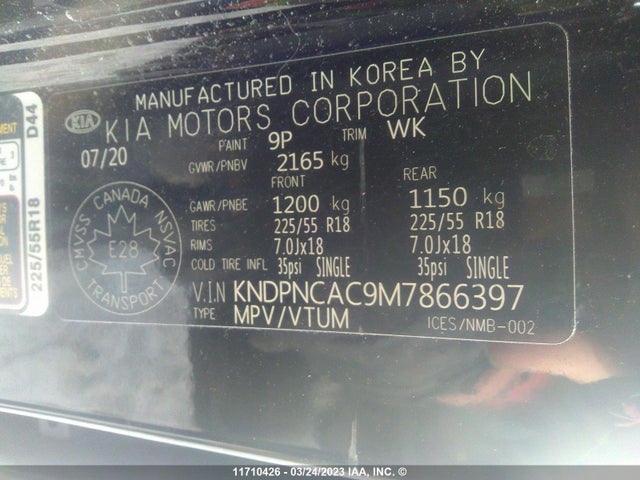 MANUFACTURED IN KOREA BY
KIA KIA MOTORS CORPORATION
07/20 PAINT 9P TRIM WK
GVWR/PNBV 2165 kg
FRONT REAR
GAWR/PNBE 1200 kg 1150 kg
TIRES 225/55 R18 225/55 R18
RIMS 7.0Jx18 7.0Jx18
COLD TIRE INFL 35psi SINGLE 35psi SINGLE
V.I.N KNDPNCAC9M7866397
TYPE MPV/VTUM ICES/NMB-002
CMVSS CANADA NSVAC
E28
TRANSPORT
225/55R18 D44
11710426 - 03/24/2023 IAA, INC. ©